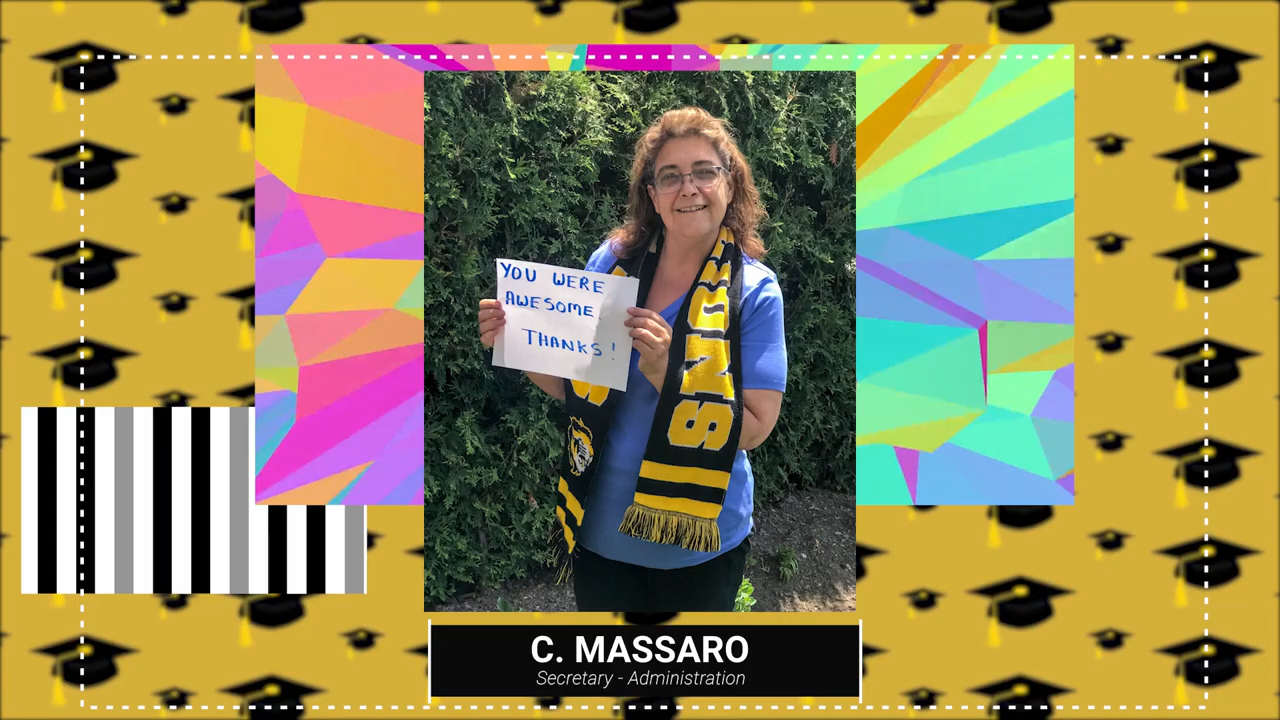 YOU WERE
AWESOME.
THANKS!
C. MASSARO
Secretary - Administration